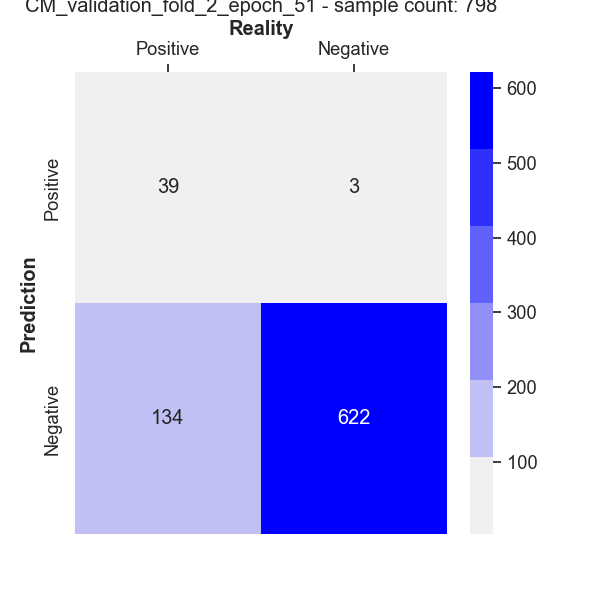 CM_validation_fold_2_epoch_51 - sample count: 798
Reality
Positive Negative
Prediction
Positive
39 3
Negative
134 622
600
500
400
300
200
100